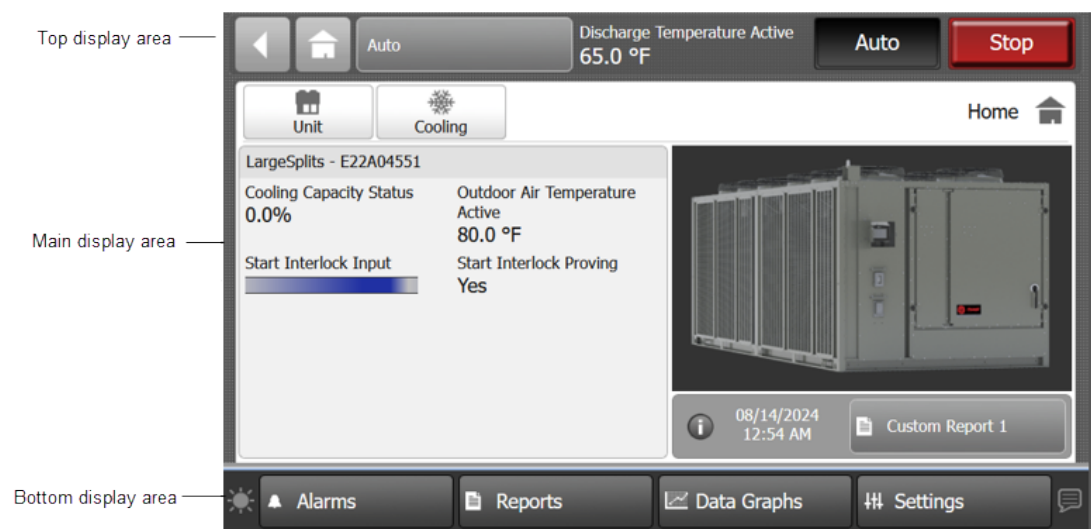 Top display area
Auto
Discharge Temperature Active
65.0 °F
Auto
Stop
Unit
Cooling
Home
LargeSplits - E22A04551
Cooling Capacity Status
0.0%
Outdoor Air Temperature
Active
80.0 °F
Main display area
Start Interlock Input
Start Interlock Proving
Yes
08/14/2024
12:54 AM
Custom Report 1
Bottom display area
Alarms
Reports
Data Graphs
Settings